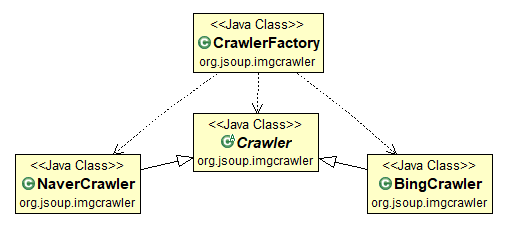 <<Java Class>>
CrawlerFactory
org.jsoup.imgcrawler
<<Java Class>>
Crawler
org.jsoup.imgcrawler
<<Java Class>>
NaverCrawler
org.jsoup.imgcrawler
<<Java Class>>
BingCrawler
org.jsoup.imgcrawler